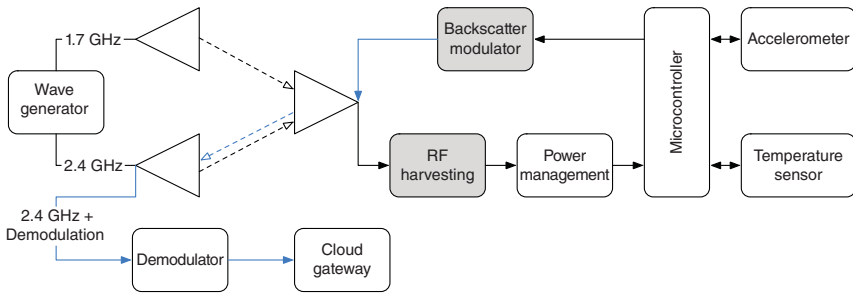 1.7 GHz
Wave
generator
2.4 GHz
2.4 GHz +
Demodulation
Demodulator
Cloud
gateway
Backscatter
modulator
RF
harvesting
Power
management
Microcontroller
Accelerometer
Temperature
sensor